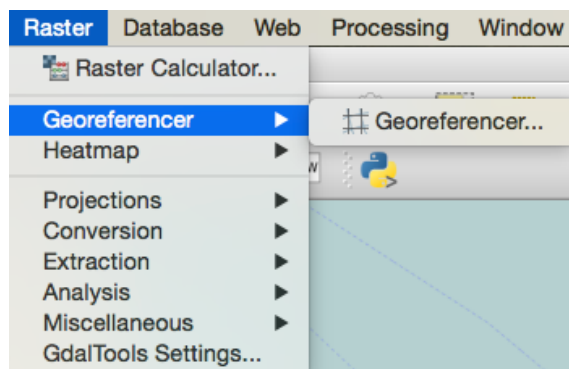 Raster Database Web Processing Window
Raster Calculator...
Georeferencer Georeferencer...
Heatmap
Projections
Conversion
Extraction
Analysis
Miscellaneous
GdalTools Settings...